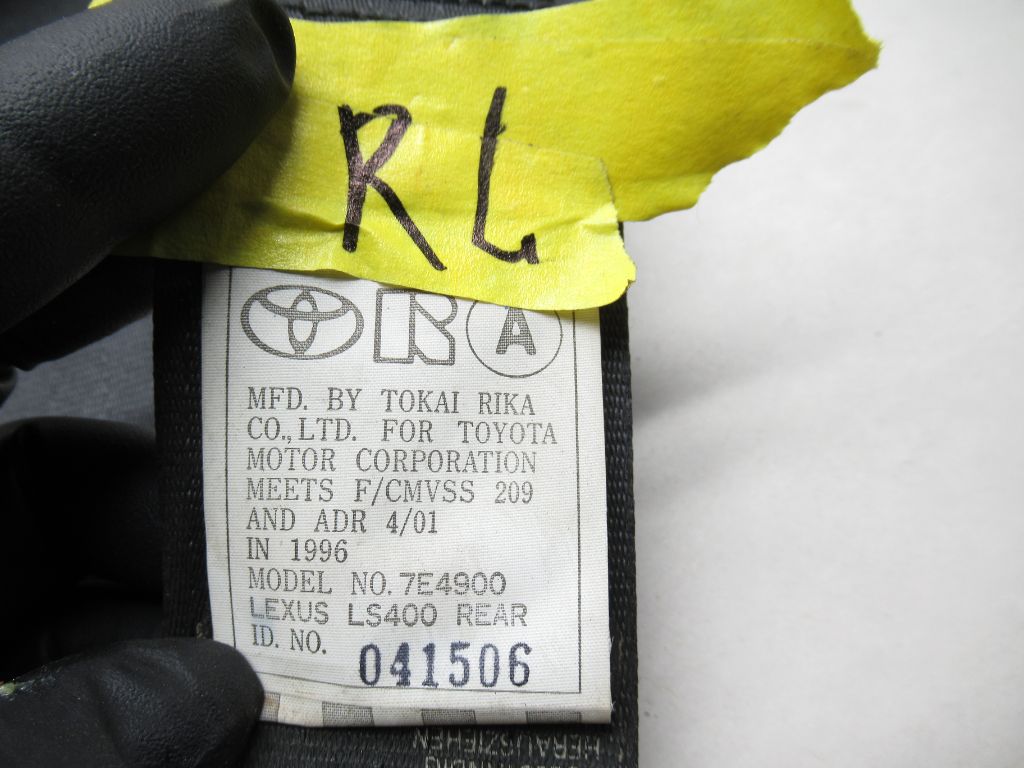 RL
A
MFD. BY TOKAI RIKA
CO., LTD. FOR TOYOTA
MOTOR CORPORATION
MEETS F/CMVSS 209
AND ADR 4/01
IN 1996
MODEL NO. 7E4900
LEXUS LS400 REAR
ID. NO. 041506
HERAUSZIEHEN